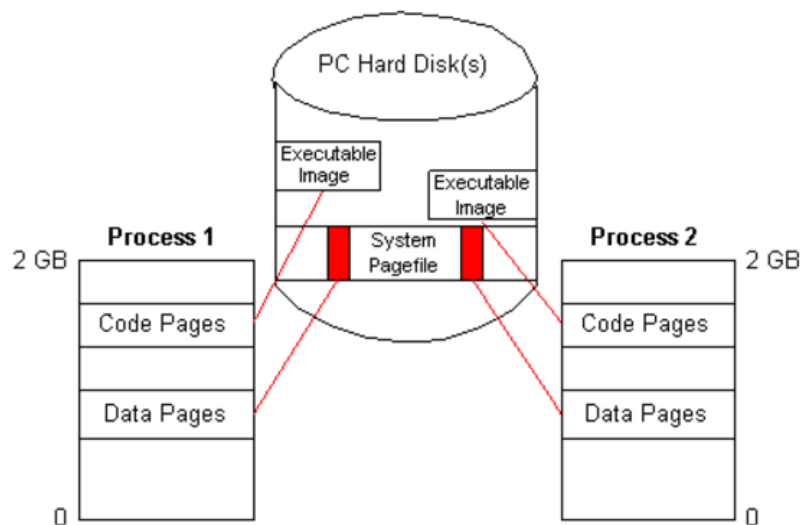 PC Hard Disk(s)
Executable
Image
Executable
Image
System
Pagefile
Process 1
2 GB
Code Pages
Data Pages
0
Process 2
2 GB
Code Pages
Data Pages
0